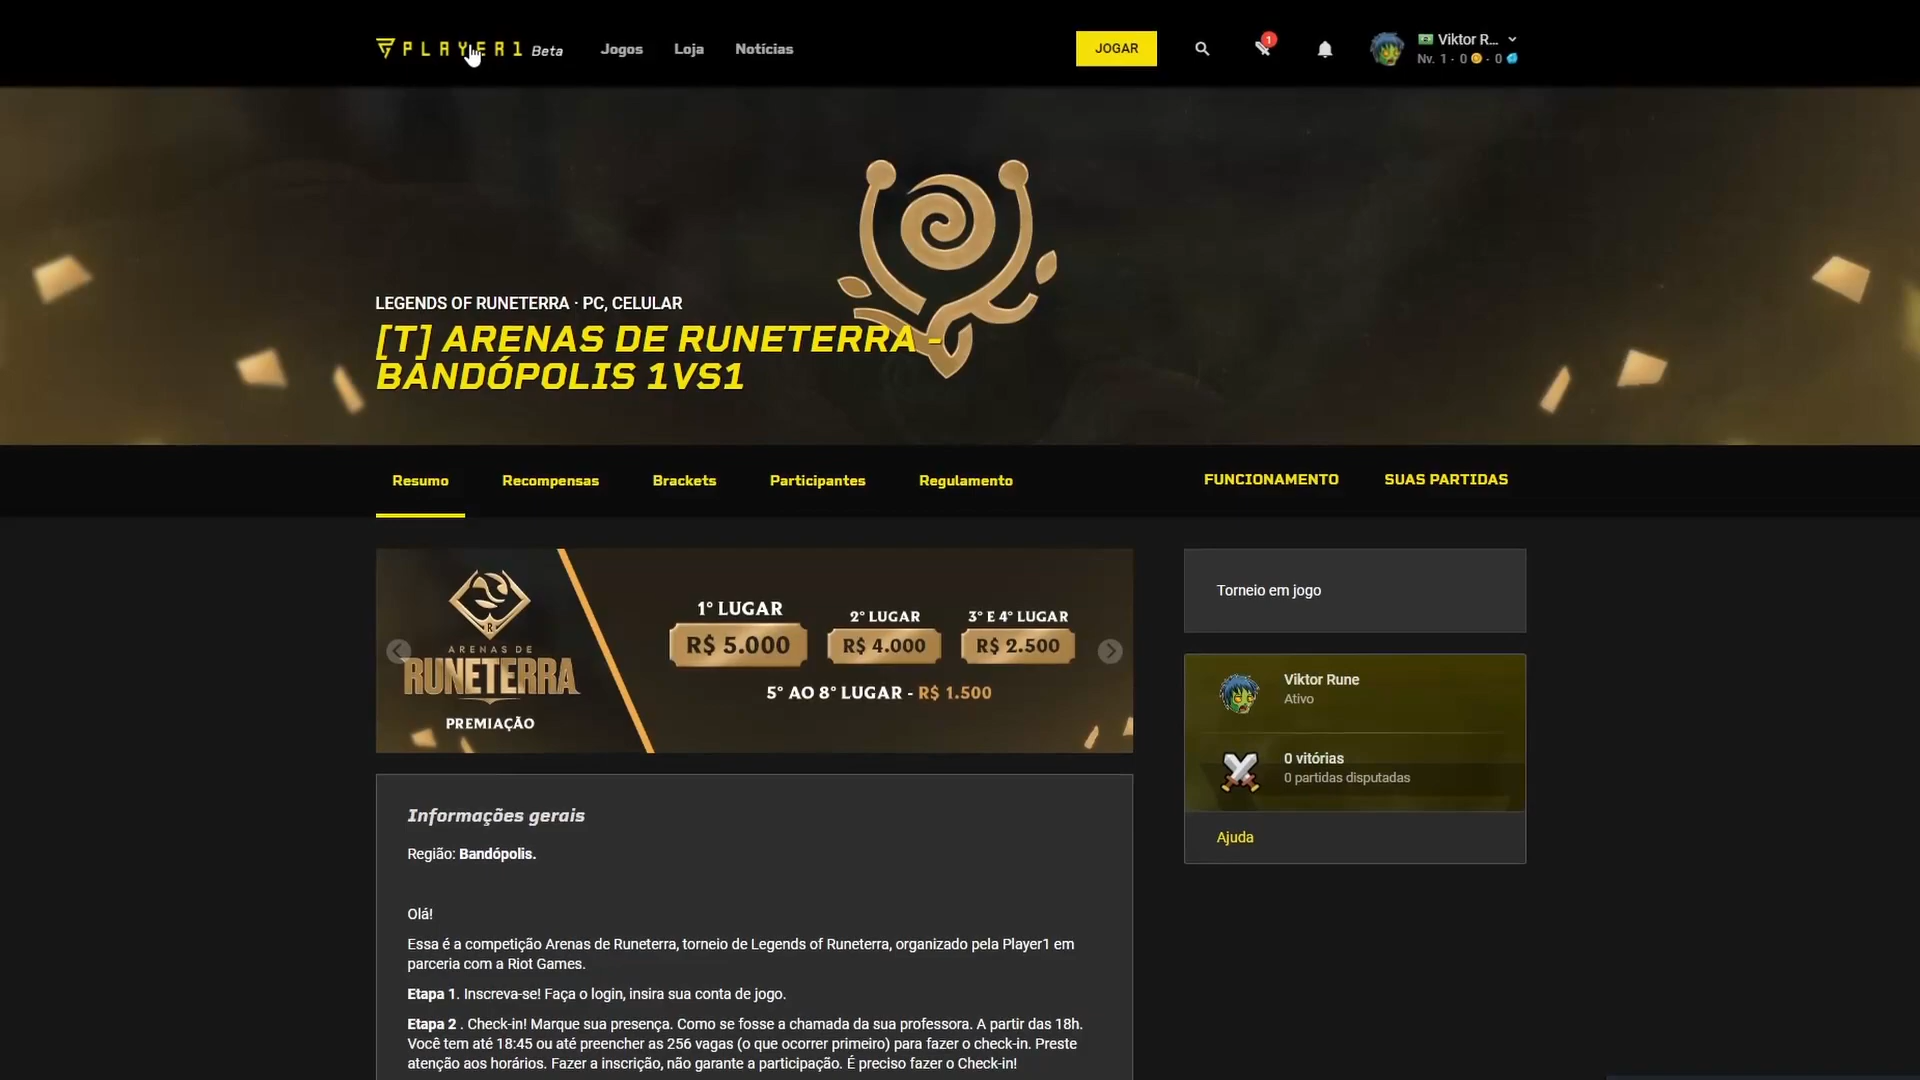 PLAYER1 Beta
Jogos
Loja
Notícias
JOGAR
1
Viktor R...
Nv. 1 - 0 - 0
LEGENDS OF RUNETERRA · PC, CELULAR
[T] ARENAS DE RUNETERRA -
BANDÓPOLIS 1VS1
Resumo
Recompensas
Brackets
Participantes
Regulamento
FUNCIONAMENTO
SUAS PARTIDAS
R
ARENAS DE
RUNETERRA
PREMIAÇÃO
1º LUGAR
R$ 5.000
2º LUGAR
R$ 4.000
3º E 4º LUGAR
R$ 2.500
5º AO 8º LUGAR - R$ 1.500
Torneio em jogo
Viktor Rune
Ativo
0 vitórias
0 partidas disputadas
Ajuda
Informações gerais
Região: Bandópolis.
Olá!
Essa é a competição Arenas de Runeterra, torneio de Legends of Runeterra, organizado pela Player1 em
parceria com a Riot Games.
Etapa 1. Inscreva-se! Faça o login, insira sua conta de jogo.
Etapa 2 . Check-in! Marque sua presença. Como se fosse a chamada da sua professora. A partir das 18h.
Você tem até 18:45 ou até preencher as 256 vagas (o que ocorrer primeiro) para fazer o check-in. Preste
atenção aos horários. Fazer a inscrição, não garante a participação. É preciso fazer o Check-in!